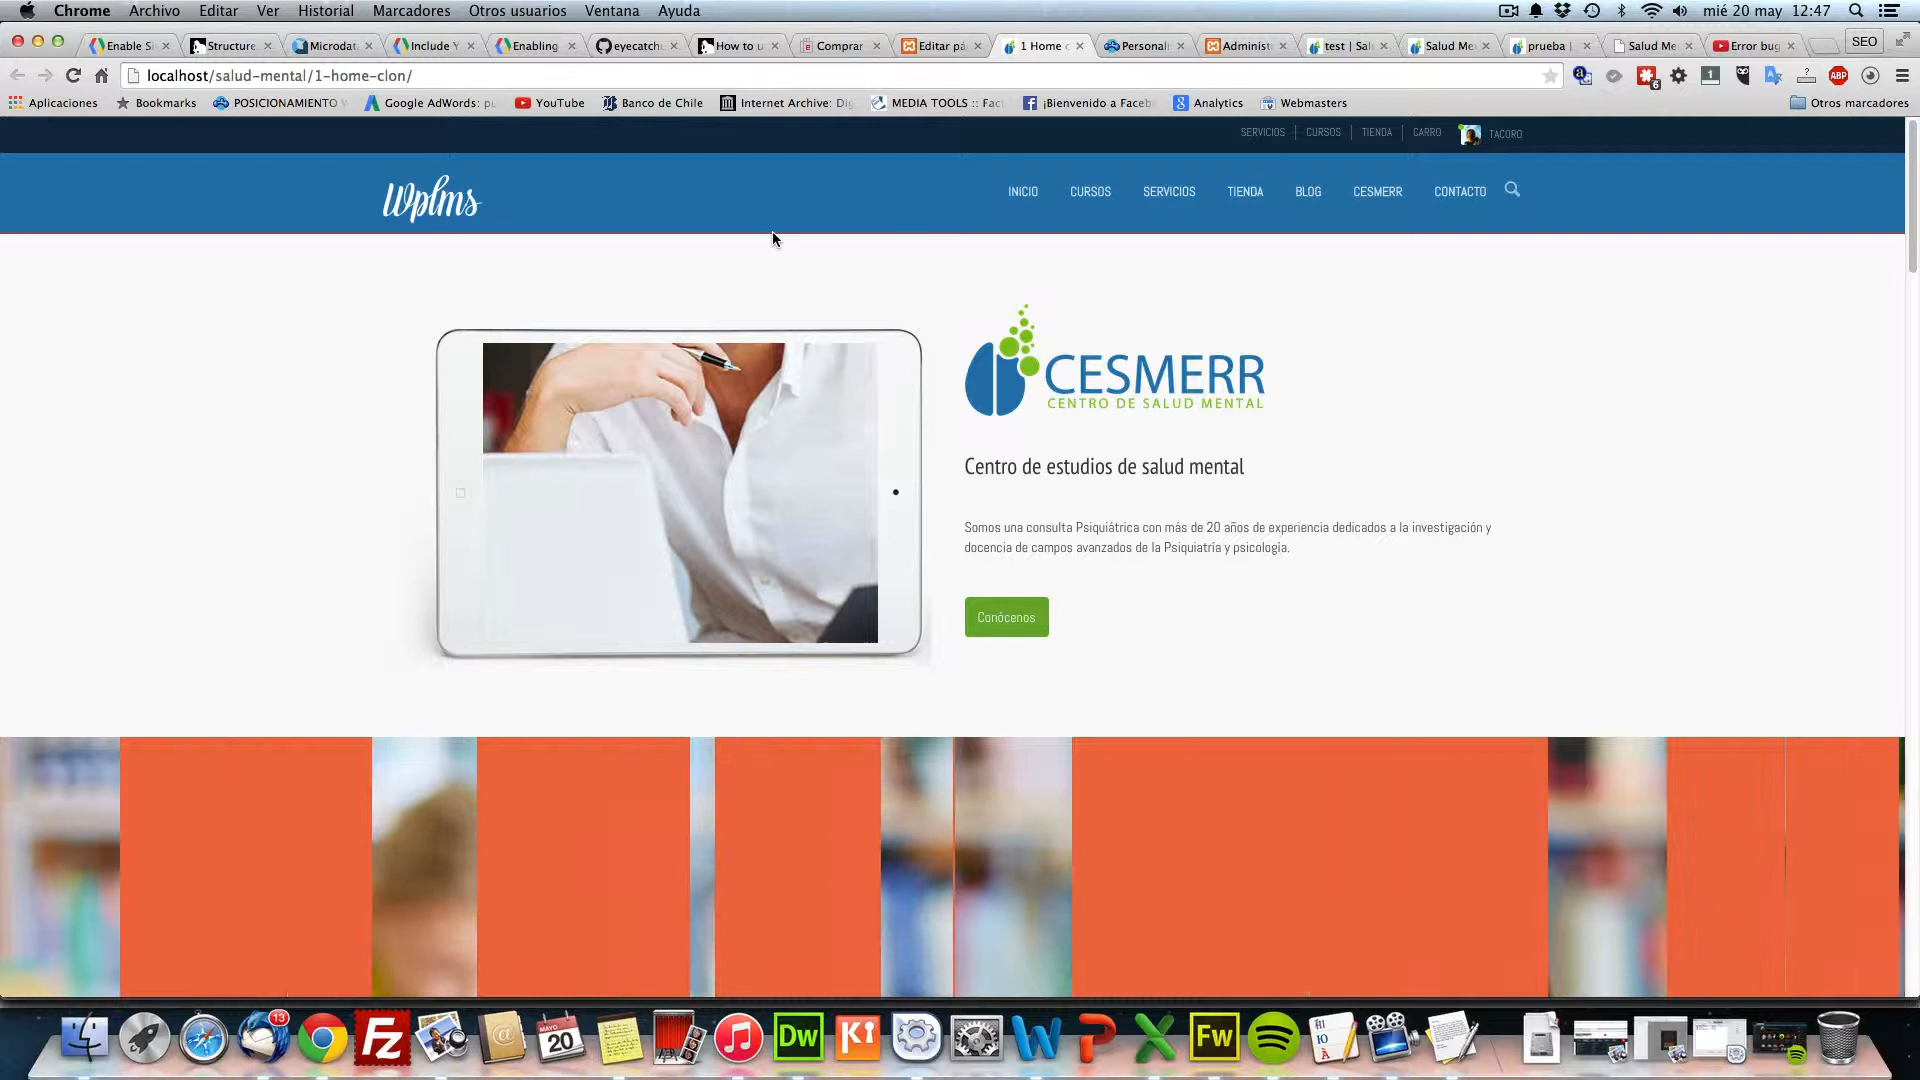 Chrome Archivo Editar Ver Historial Marcadores Otros usuarios Ventana Ayuda mié 20 may 12:47
Enable S Structure Microdat Include Y Enabling eyecatch How to u Comprar Editar pá 1 Home c Personali Administ test | Sal Salud Me prueba | Salud Me Error bug SEO
localhost/salud-mental/1-home-clon/
Aplicaciones Bookmarks POSICIONAMIENTO Google AdWords: pu YouTube Banco de Chile Internet Archive: Dig MEDIA TOOLS :: Fac ¡Bienvenido a Faceb Analytics Webmasters Otros marcadores
SERVICIOS CURSOS TIENDA CARRO TACORO
Wplms INICIO CURSOS SERVICIOS TIENDA BLOG CESMERR CONTACTO
CESMERR
CENTRO DE SALUD MENTAL
Centro de estudios de salud mental
Somos una consulta Psiquiátrica con más de 20 años de experiencia dedicados a la investigación y
docencia de campos avanzados de la Psiquiatría y psicología.
Conócenos
13 MAYO 20 Fz Dw Ki W P X Fw